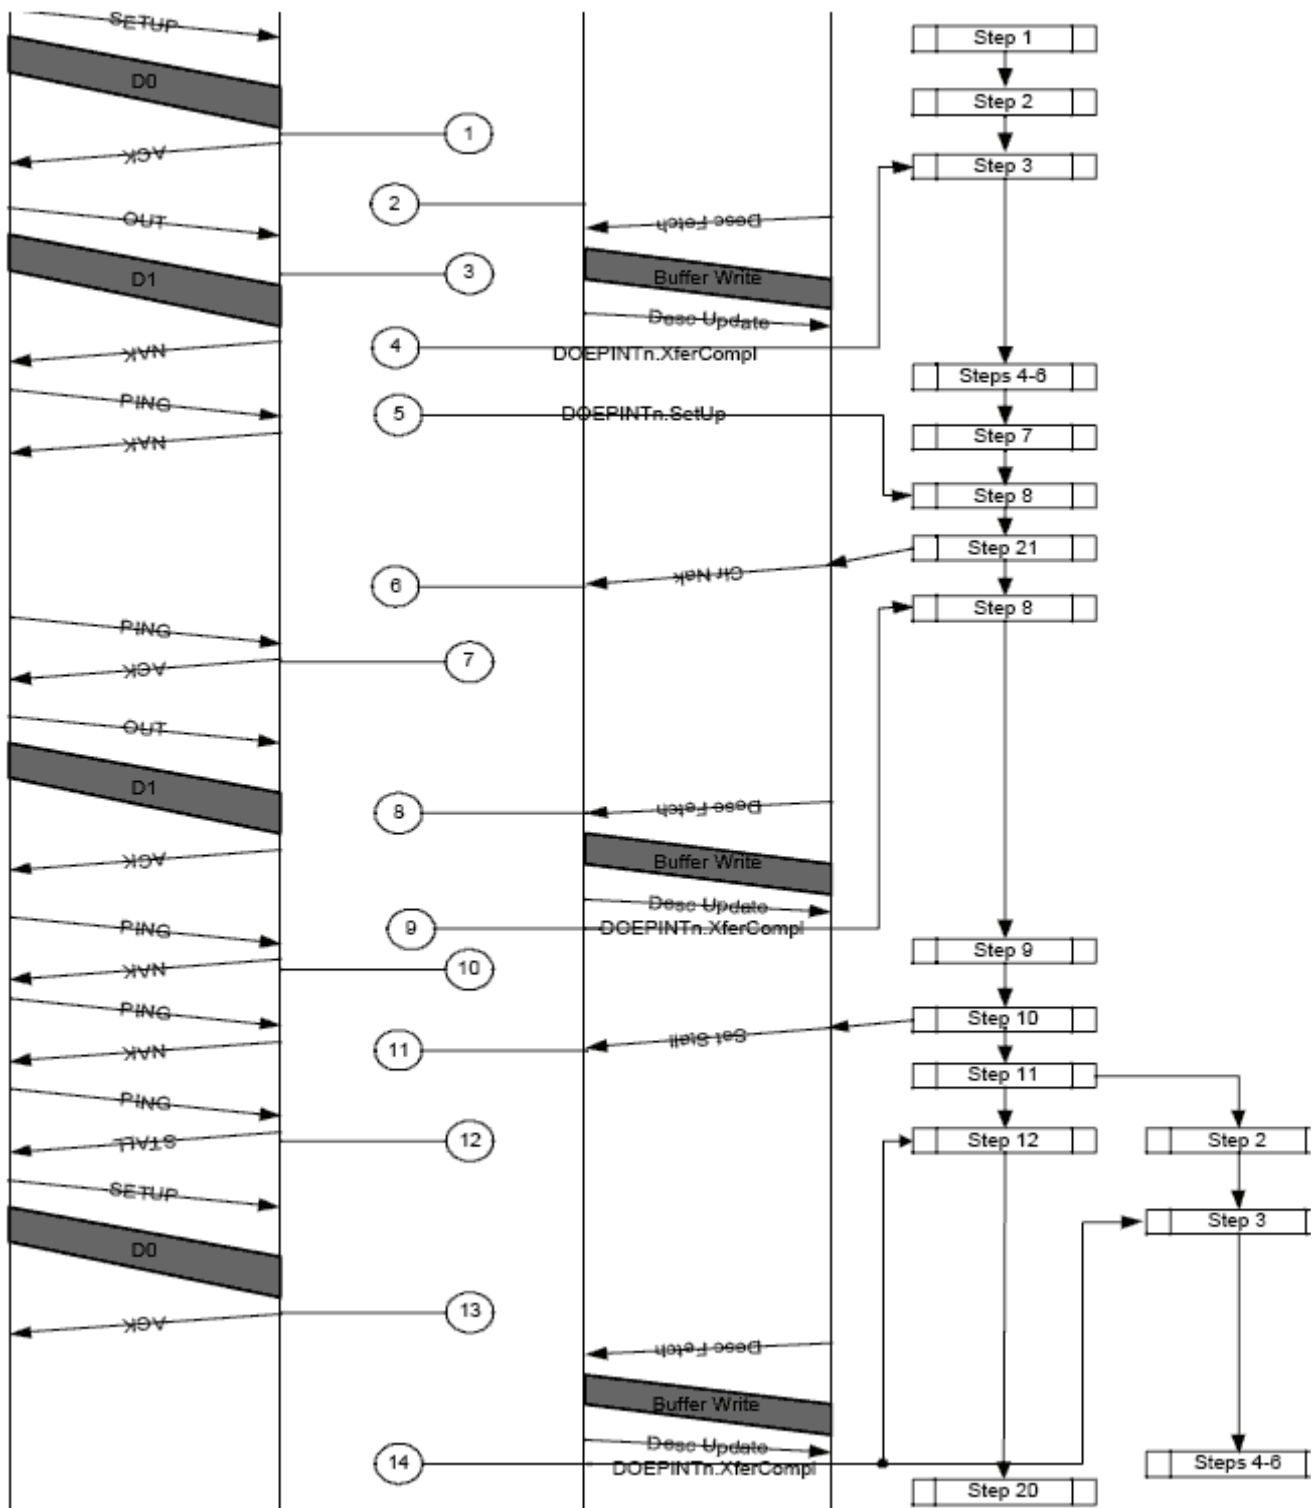 SETUP
Step 1
D0
Step 2
1
ACK
Step 3
2
Desc Fetch
OUT
3
D1
Buffer Write
Desc Update
4
NAK
DOEPINTn.XferCompl
Steps 4-6
PING
5
DOEPINTn.SetUp
NAK
Step 7
Step 8
Step 21
Clr Nak
6
Step 8
PING
7
ACK
OUT
D1
8
Desc Fetch
ACK
Buffer Write
Desc Update
PING
9
DOEPINTn.XferCompl
Step 9
NAK
10
PING
Step 10
Set Stall
NAK
11
Step 11
PING
STALL
12
Step 12
Step 2
SETUP
Step 3
D0
13
ACK
Desc Fetch
Buffer Write
Desc Update
14
DOEPINTn.XferCompl
Steps 4-6
Step 20